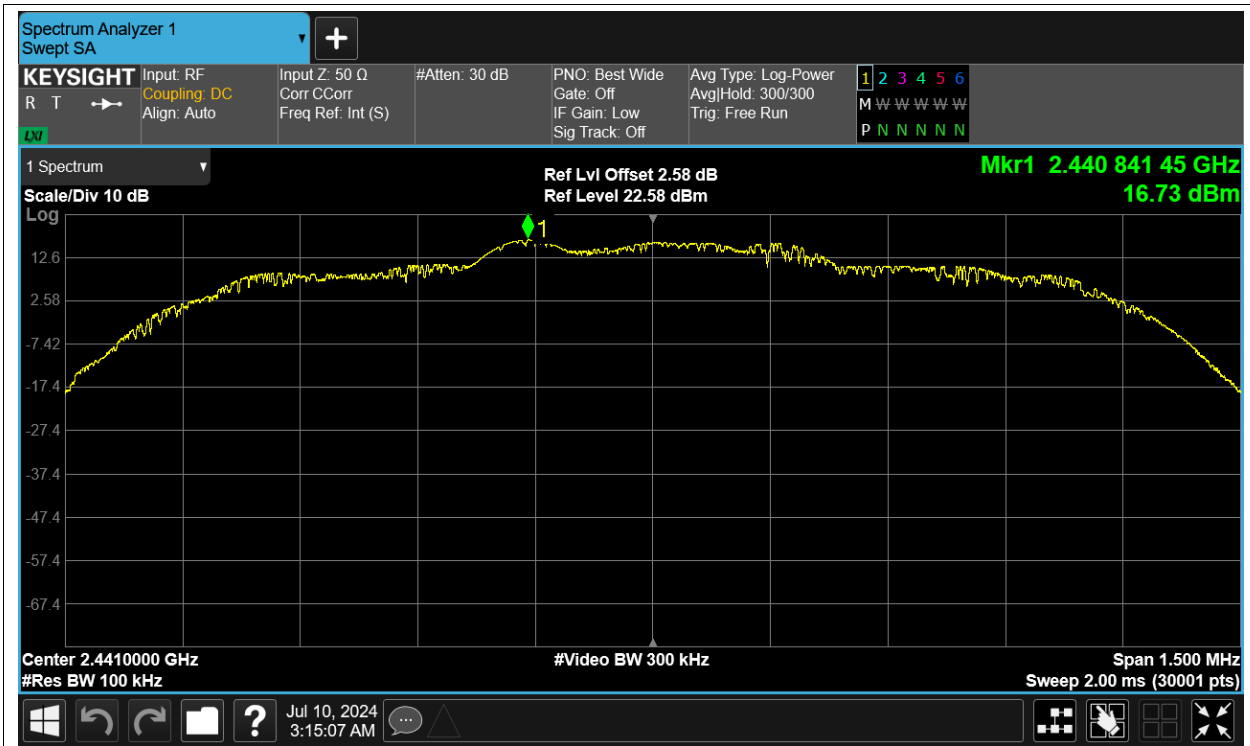 Spectrum Analyzer 1
Swept SA
KEYSIGHT
R T
LXI
Input: RF
Coupling: DC
Align: Auto
Input Z: 50 Ω
Corr CCorr
Freq Ref: Int (S)
#Atten: 30 dB
PNO: Best Wide
Gate: Off
IF Gain: Low
Sig Track: Off
Avg Type: Log-Power
Avg|Hold: 300/300
Trig: Free Run
1 2 3 4 5 6
M W W W W W
P N N N N N
1 Spectrum
Scale/Div 10 dB
Log
Ref Lvl Offset 2.58 dB
Ref Level 22.58 dBm
Mkr1 2.440 841 45 GHz
16.73 dBm
1
12.6
2.58
-7.42
-17.4
-27.4
-37.4
-47.4
-57.4
-67.4
Center 2.4410000 GHz
#Video BW 300 kHz
Span 1.500 MHz
#Res BW 100 kHz
Sweep 2.00 ms (30001 pts)
?
Jul 10, 2024
3:15:07 AM